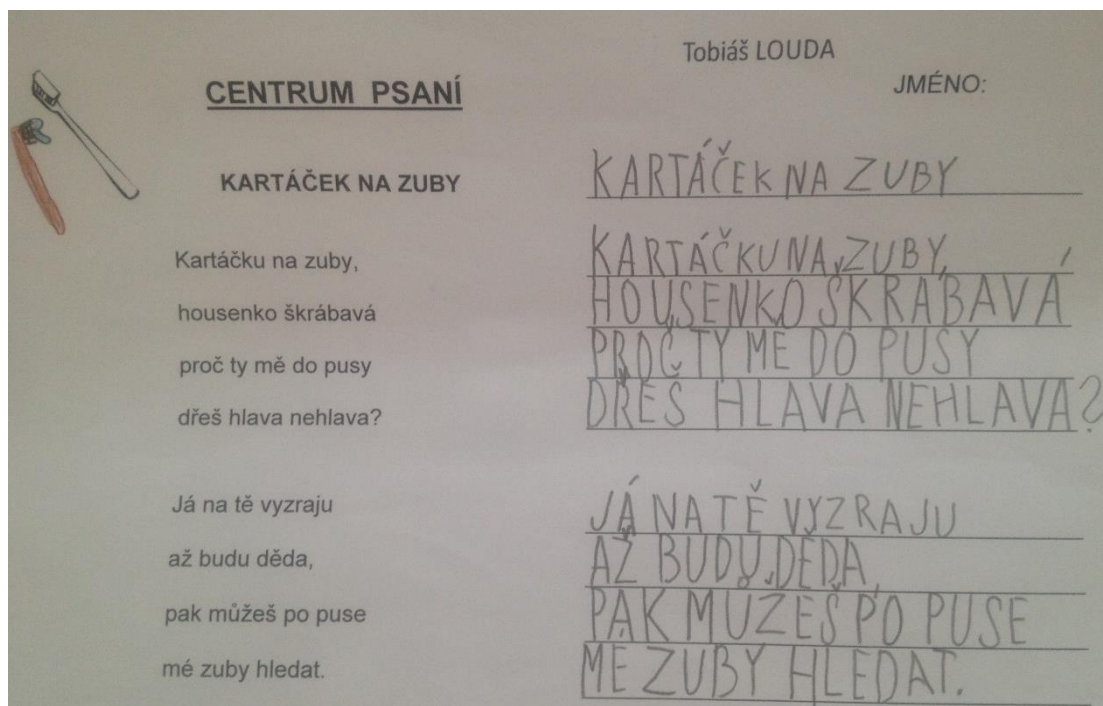 Tobiáš LOUDA
CENTRUM PSANÍ
JMÉNO:
KARTÁČEK NA ZUBY
KARTÁČEK NA ZUBY
Kartáčku na zuby,
housenko škrábavá
proč ty mě do pusy
dřeš hlava nehlava?
KARTÁČKU NA ZUBY,
HOUSENKO ŠKRABAVÁ
PROČ TY MĚ DO PUSY
DŘEŠ HLAVA NEHLAVA?
Já na tě vyzraju
až budu děda,
pak můžeš po puse
mé zuby hledat.
JÁ NA TĚ VYZRAJU
AŽ BUDU DĚDA,
PAK MŮŽEŠ PO PUSE
MÉ ZUBY HLEDAT.